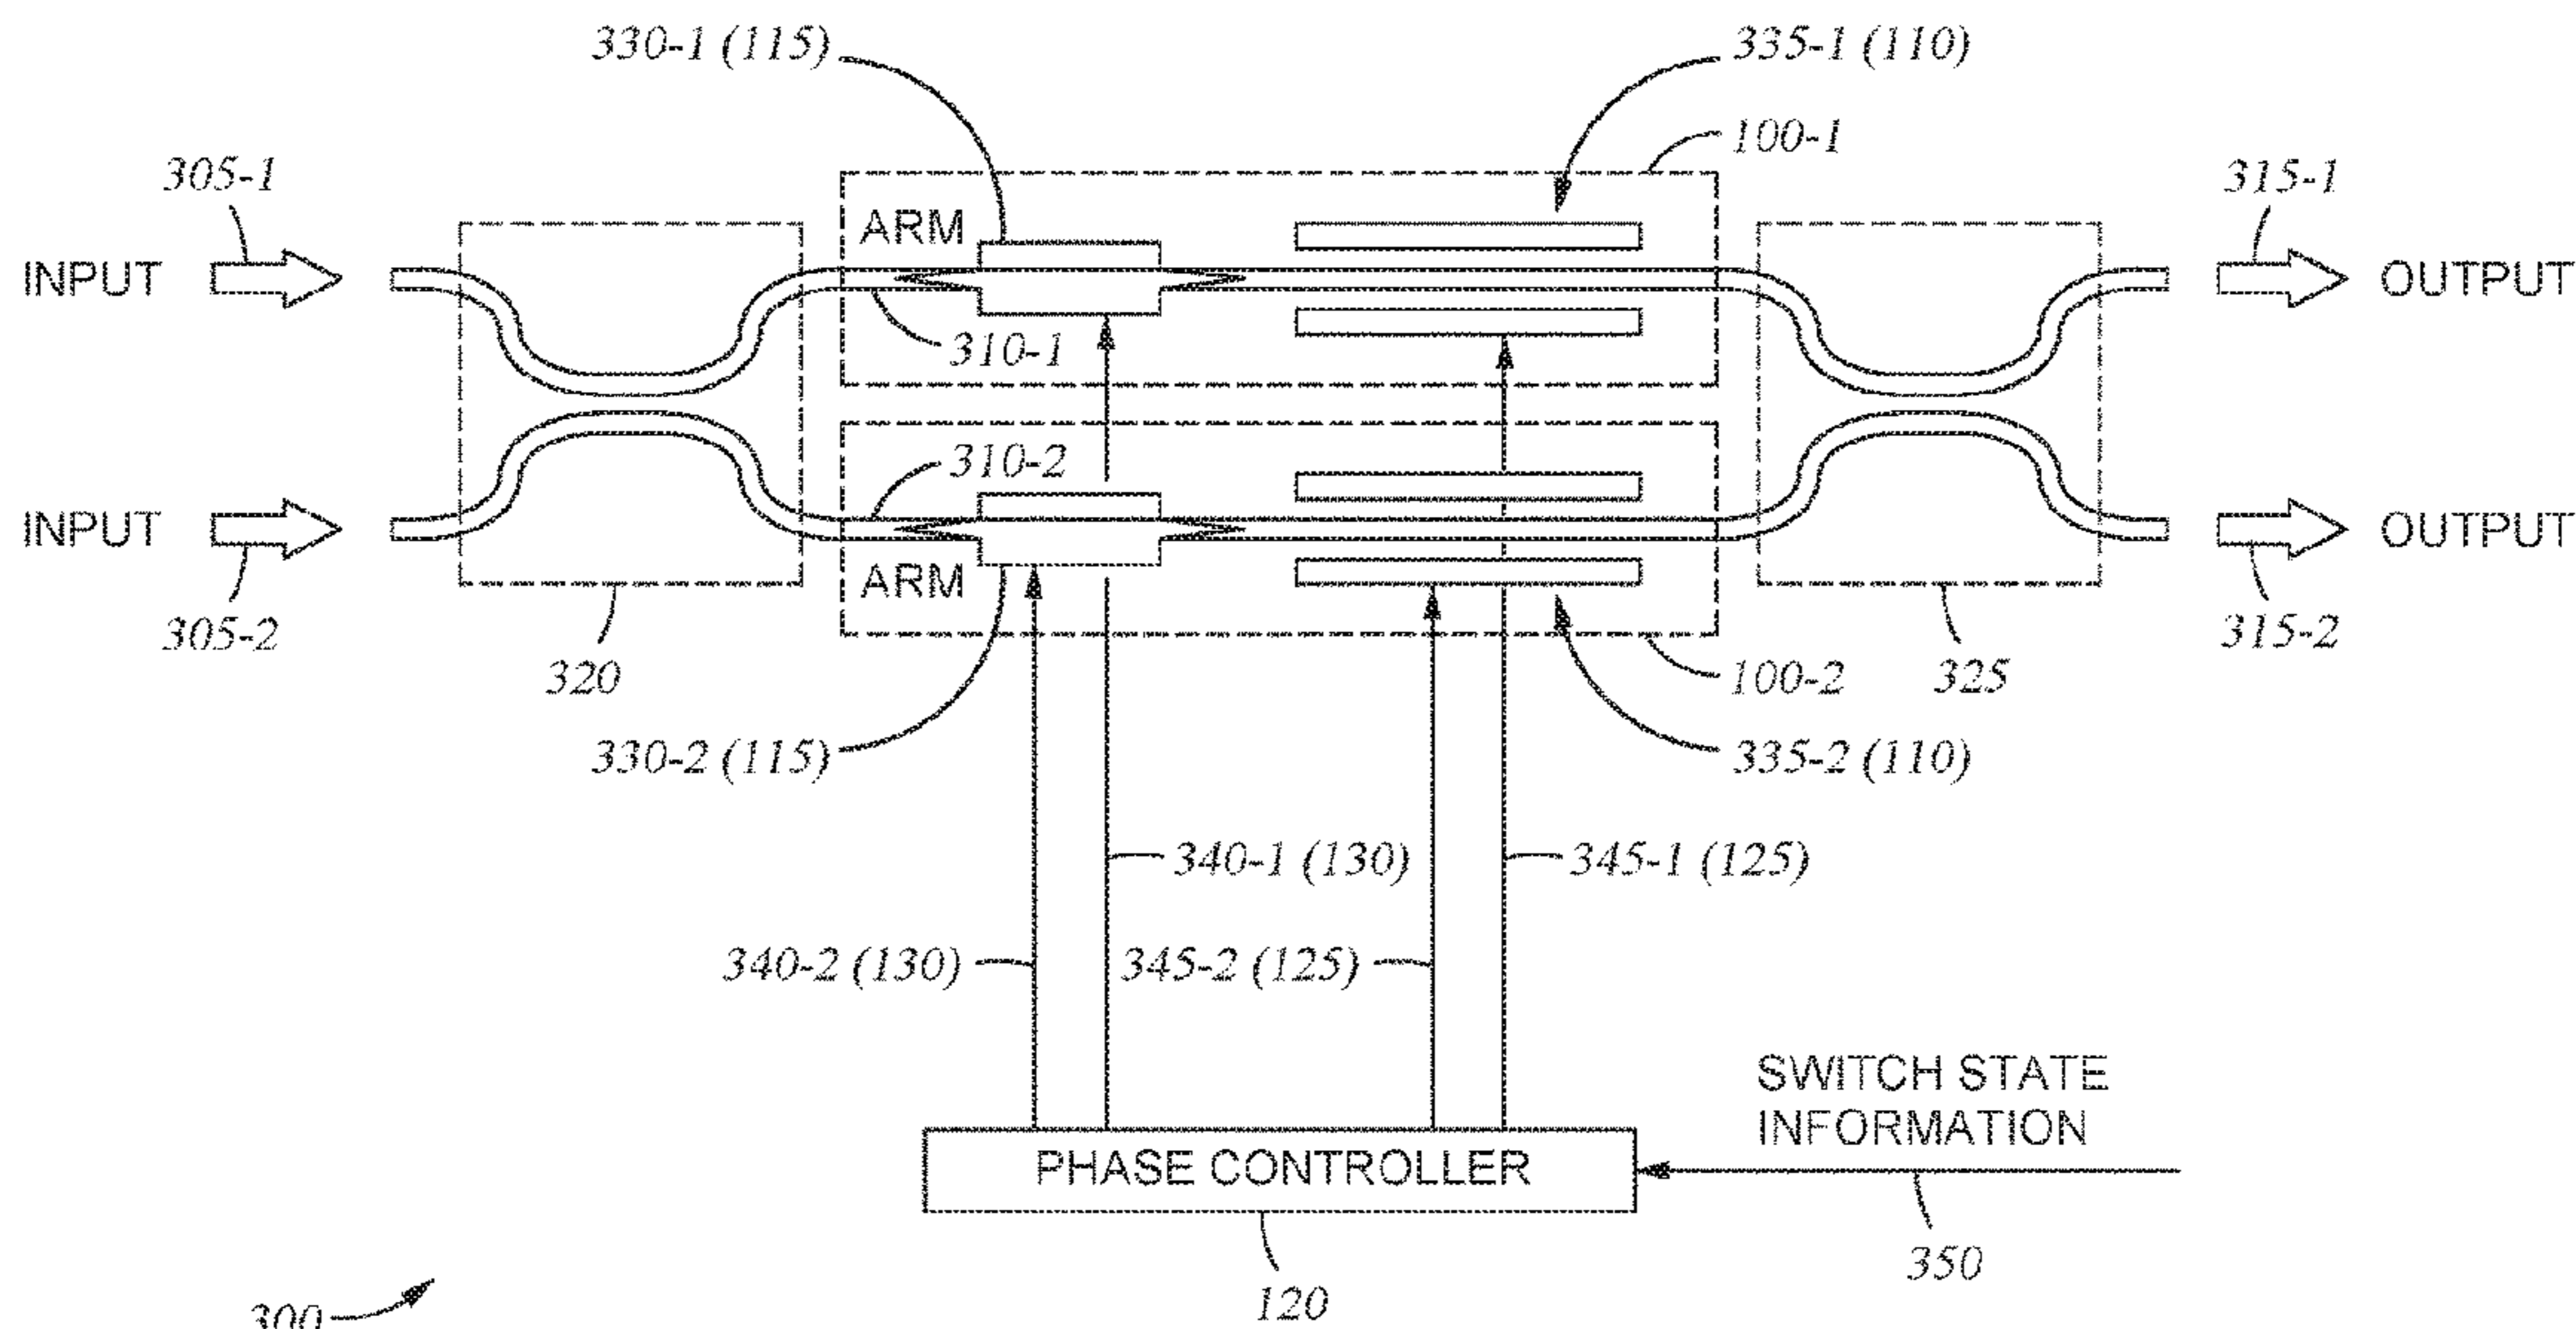 330-1 (115)
335-1 (110)
100-1
305-1
315-1
ARM
INPUT
OUTPUT
310-1
310-2
INPUT
OUTPUT
ARM
305-2
315-2
320
100-2
325
330-2 (115)
335-2 (110)
340-1 (130)
345-1 (125)
340-2 (130)
345-2 (125)
SWITCH STATE
INFORMATION
PHASE CONTROLLER
350
120
300